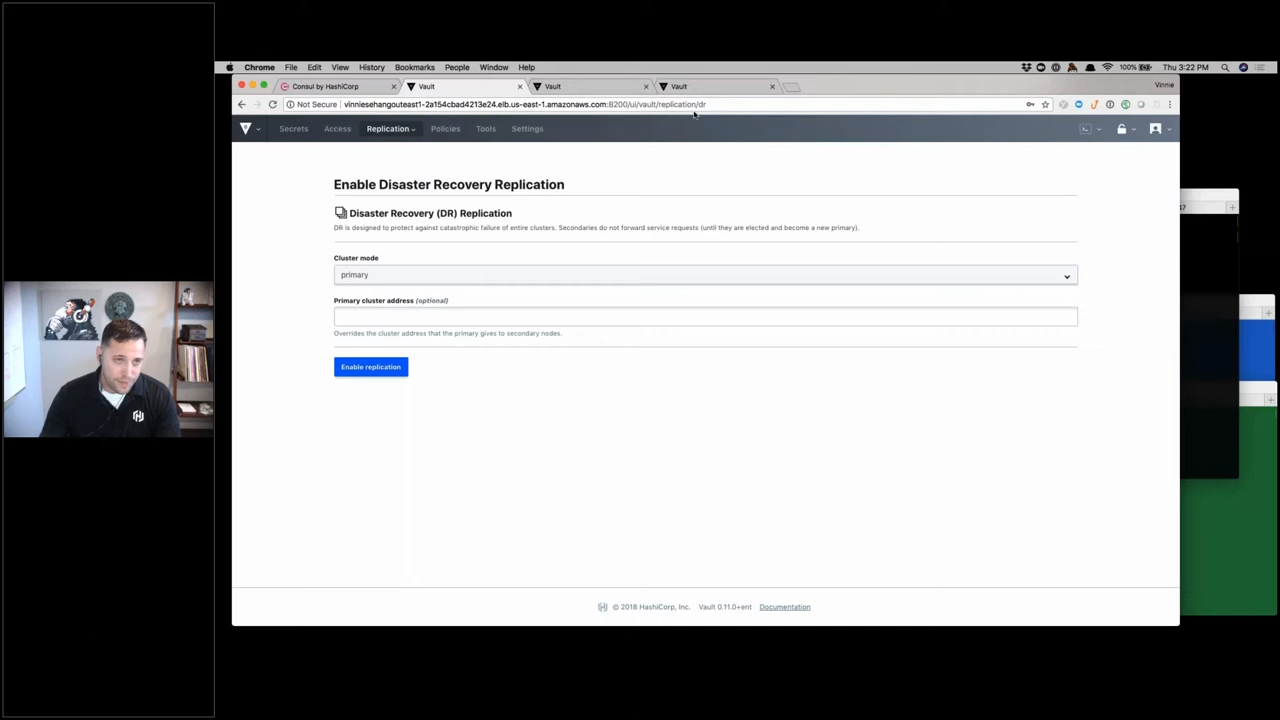 Chrome File Edit View History Bookmarks People Window Help 100% Thu 3:22 PM
Consul by HashiCorp Vault Vault Vault Vinnie
Not Secure vinniesehangouteast1-2a154cbad4213e24.elb.us-east-1.amazonaws.com:8200/ui/vault/replication/dr
Secrets Access Replication Policies Tools Settings
Enable Disaster Recovery Replication
Disaster Recovery (DR) Replication
DR is designed to protect against catastrophic failure of entire clusters. Secondaries do not forward service requests (until they are elected and become a new primary).
Cluster mode
primary
Primary cluster address (optional)
Overrides the cluster address that the primary gives to secondary nodes.
Enable replication
© 2018 HashiCorp, Inc. Vault 0.11.0+ent Documentation